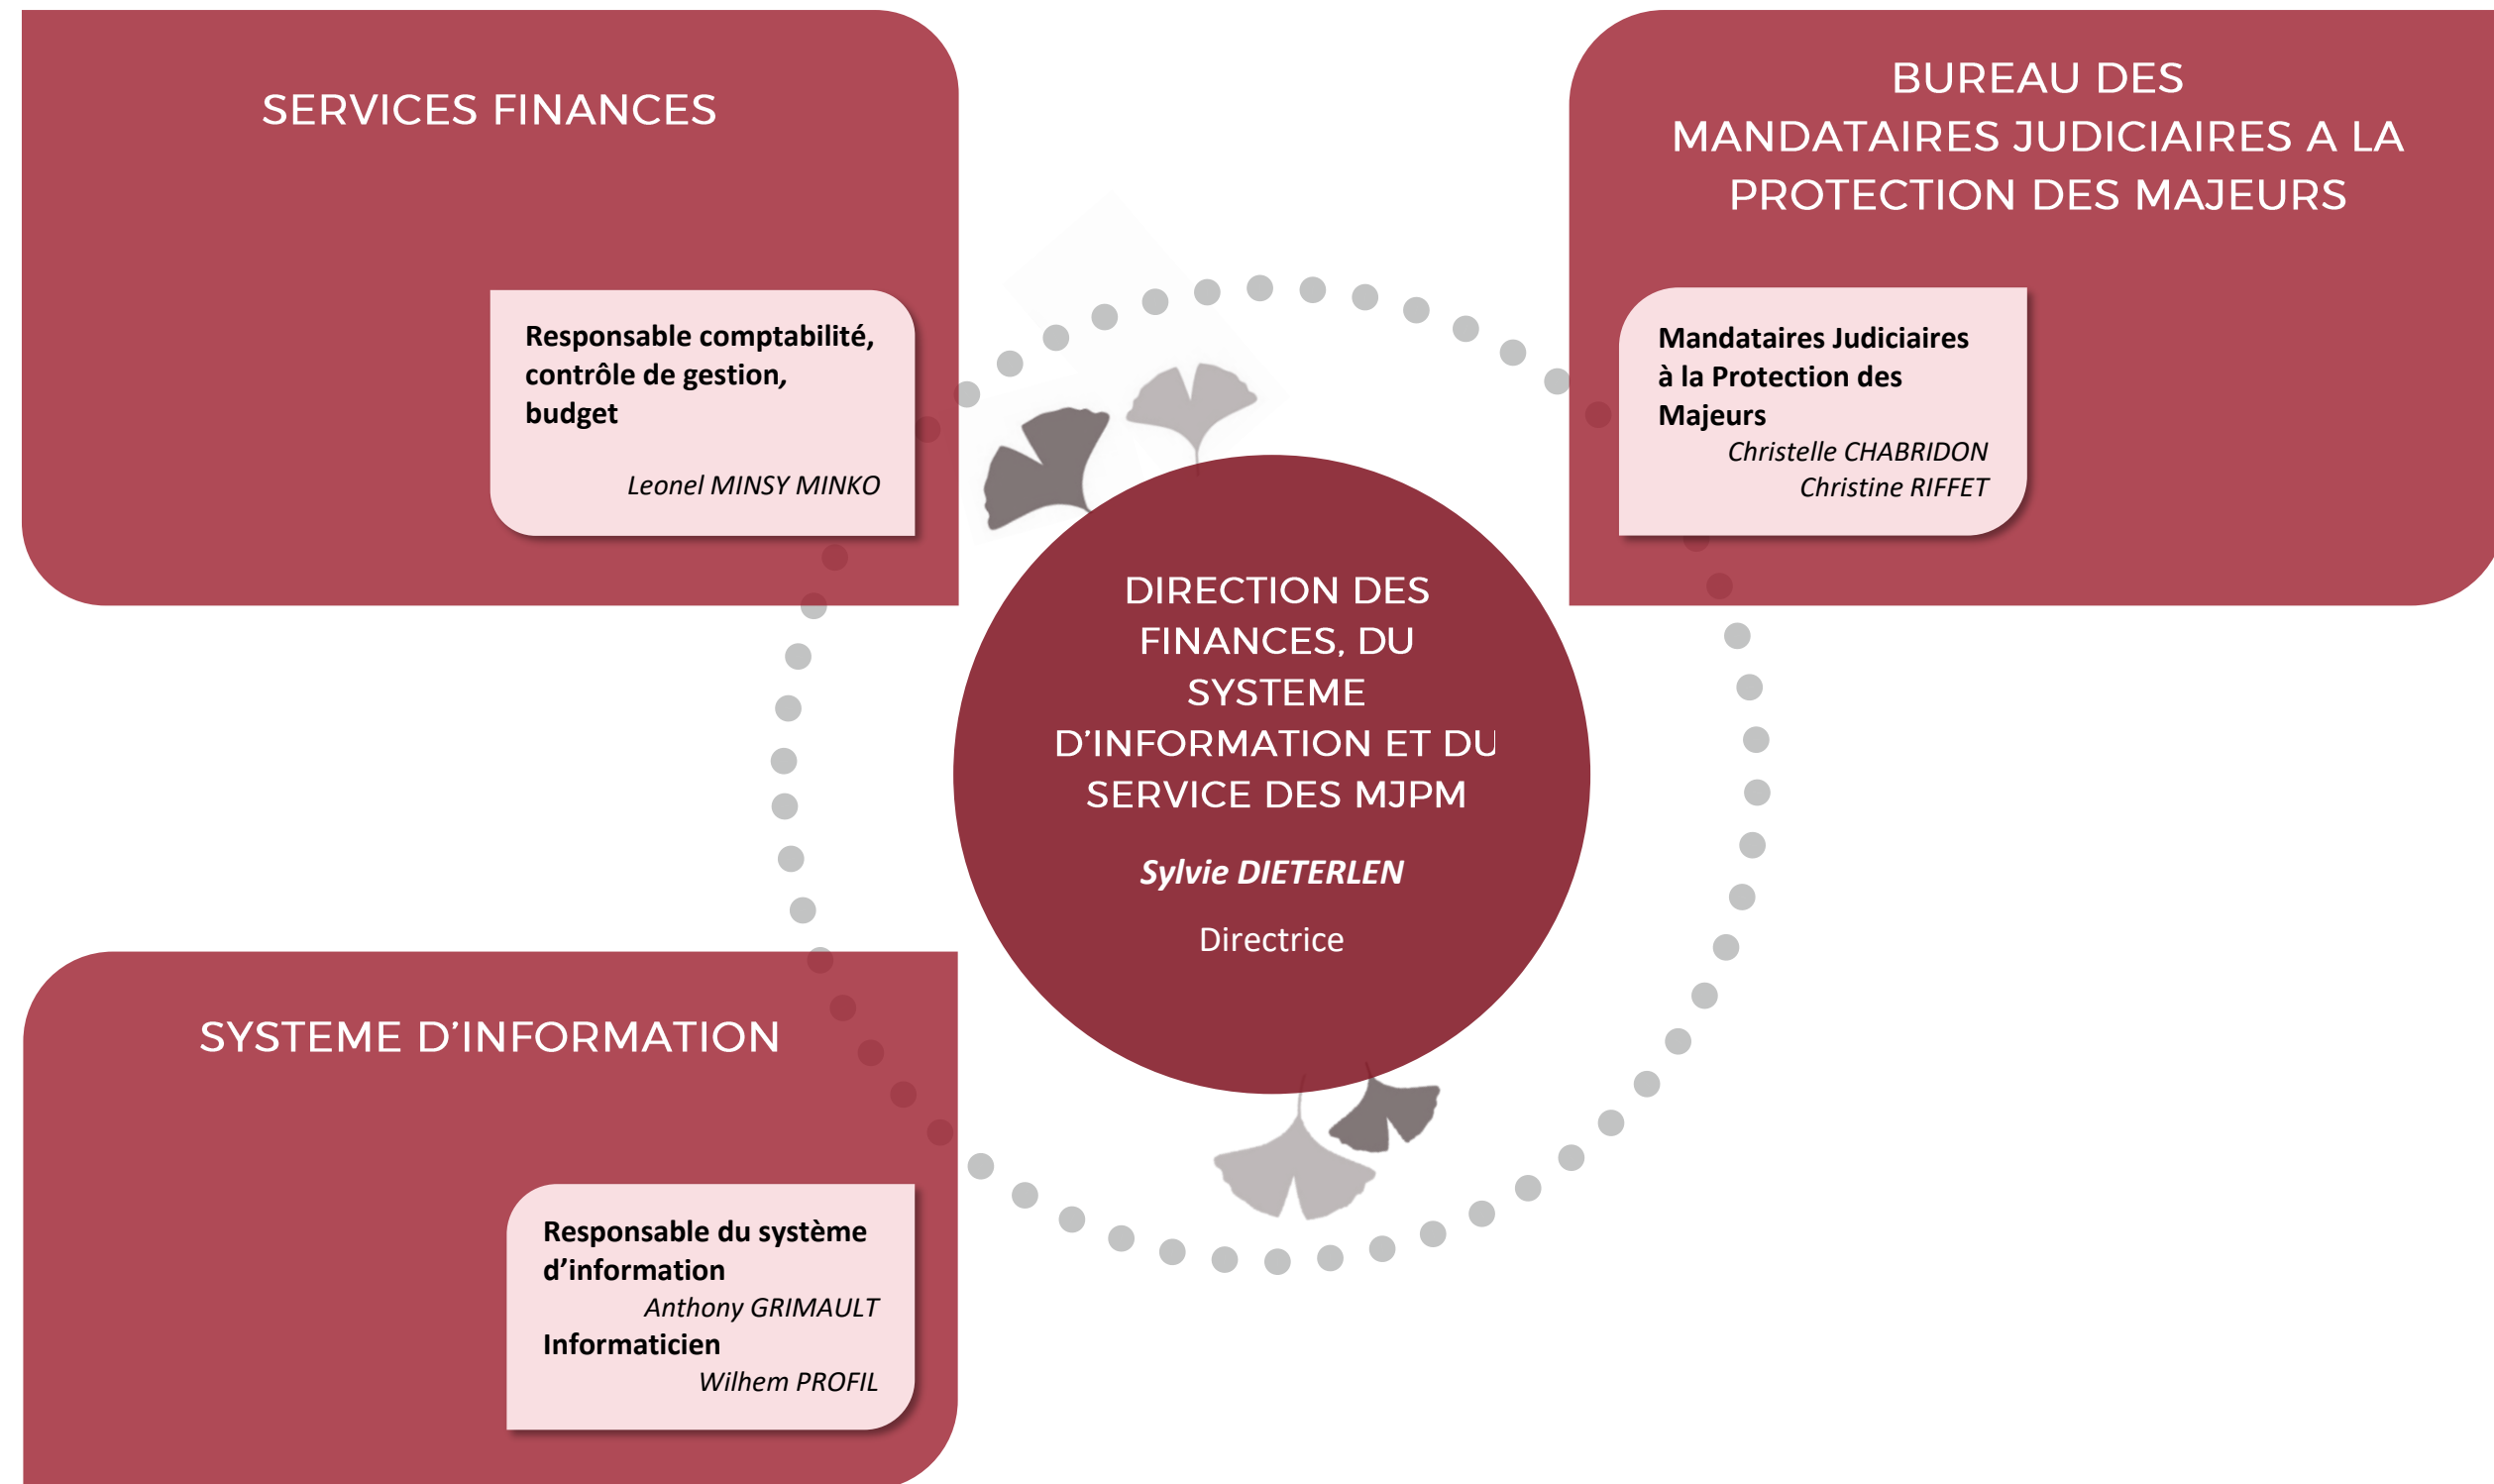 SERVICES FINANCES
Responsable comptabilité,
contrôle de gestion,
budget
Leonel MINSY MINKO
BUREAU DES
MANDATAIRES JUDICIAIRES A LA
PROTECTION DES MAJEURS
Mandataires Judiciaires
à la Protection des
Majeurs
Christelle CHABRIDON
Christine RIFFET
DIRECTION DES
FINANCES, DU
SYSTEME
D’INFORMATION ET DU
SERVICE DES MJPM
Sylvie DIETERLEN
Directrice
SYSTEME D’INFORMATION
Responsable du système
d’information
Anthony GRIMAULT
Informaticien
Wilhem PROFIL